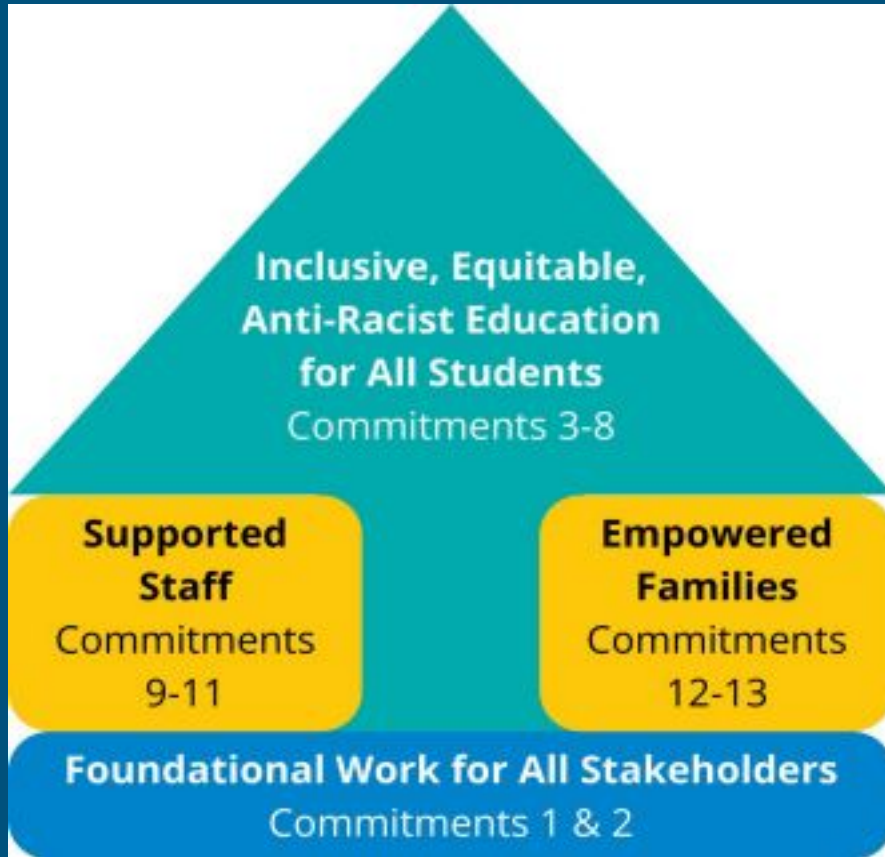 Inclusive, Equitable,
Anti-Racist Education
for All Students
Commitments 3-8
Supported
Staff
Commitments
9-11
Empowered
Families
Commitments
12-13
Foundational Work for All Stakeholders
Commitments 1 & 2